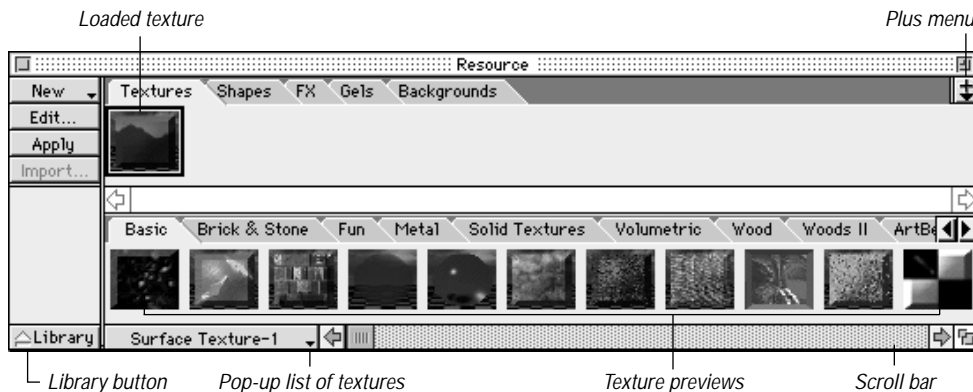 Loaded texture Plus menu
Resource
New Textures Shapes FX Gels Backgrounds
Edit...
Apply
Import...
Basic Brick & Stone Fun Metal Solid Textures Volumetric Wood Woods II
Library Surface Texture-1
Library button Pop-up list of textures Texture previews Scroll bar